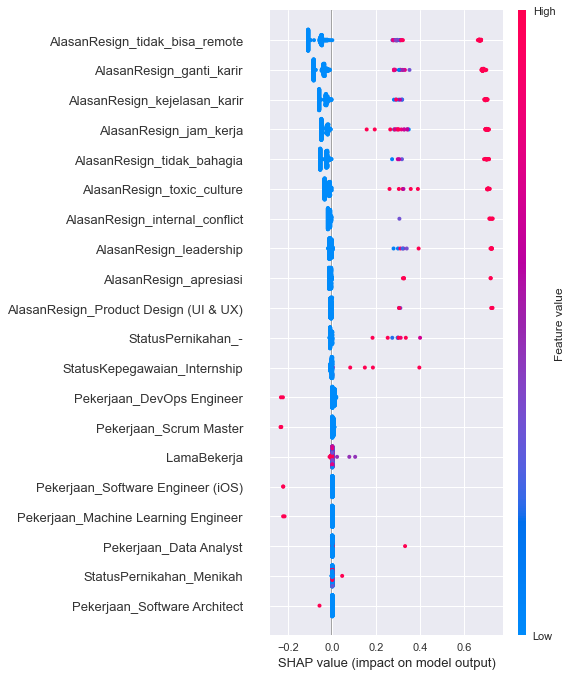 High
AlasanResign_tidak_bisa_remote
AlasanResign_ganti_karir
AlasanResign_kejelasan_karir
AlasanResign_jam_kerja
AlasanResign_tidak_bahagia
AlasanResign_toxic_culture
AlasanResign_internal_conflict
AlasanResign_leadership
AlasanResign_apresiasi
AlasanResign_Product Design (UI & UX)
StatusPernikahan_-
StatusKepegawaian_Internship
Pekerjaan_DevOps Engineer
Pekerjaan_Scrum Master
LamaBekerja
Pekerjaan_Software Engineer (iOS)
Pekerjaan_Machine Learning Engineer
Pekerjaan_Data Analyst
StatusPernikahan_Menikah
Pekerjaan_Software Architect
Feature value
Low
−0.2 0.0 0.2 0.4 0.6
SHAP value (impact on model output)